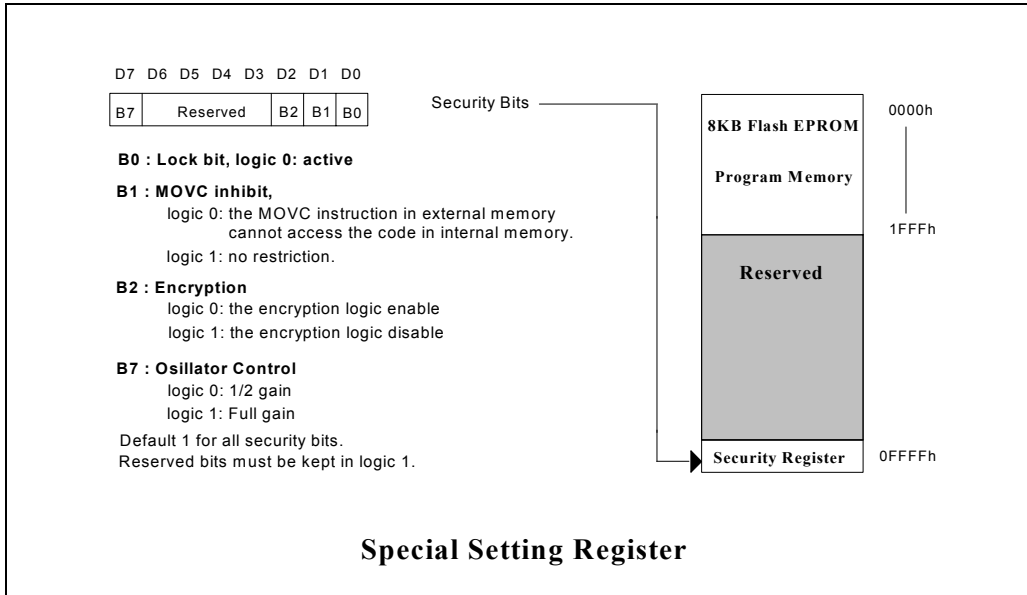 D7 D6 D5 D4 D3 D2 D1 D0
B7 Reserved B2 B1 B0
B0 : Lock bit, logic 0: active
B1 : MOVC inhibit,
logic 0: the MOVC instruction in external memory
cannot access the code in internal memory.
logic 1: no restriction.
B2 : Encryption
logic 0: the encryption logic enable
logic 1: the encryption logic disable
B7 : Osillator Control
logic 0: 1/2 gain
logic 1: Full gain
Default 1 for all security bits.
Reserved bits must be kept in logic 1.
Security Bits
8KB Flash EPROM
Program Memory
0000h
1FFFh
Reserved
Security Register
0FFFFh
Special Setting Register